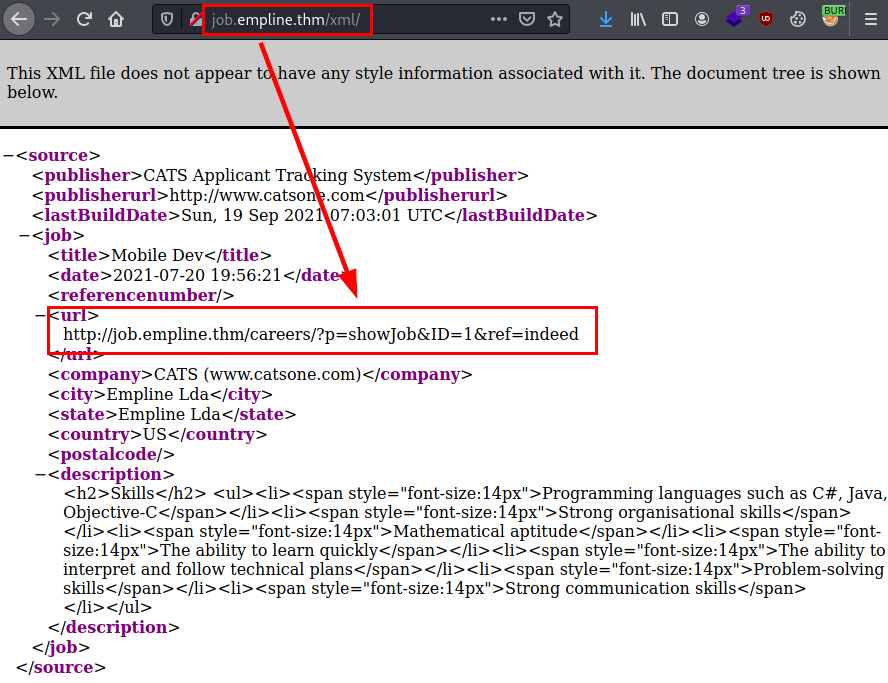 job.empline.thm/xml/
3
UD
BURP
This XML file does not appear to have any style information associated with it. The document tree is shown
below.
−<source>
<publisher>CATS Applicant Tracking System</publisher>
<publisherurl>http://www.catsone.com</publisherurl>
<lastBuildDate>Sun, 19 Sep 2021 07:03:01 UTC</lastBuildDate>
−<job>
<title>Mobile Dev</title>
<date>2021-07-20 19:56:21</date>
<referencenumber/>
−<url>
http://job.empline.thm/careers/?p=showJob&ID=1&ref=indeed
</url>
<company>CATS (www.catsone.com)</company>
<city>Empline Lda</city>
<state>Empline Lda</state>
<country>US</country>
<postalcode/>
−<description>
<h2>Skills</h2> <ul><li><span style="font-size:14px">Programming languages such as C#, Java,
Objective-C</span></li><li><span style="font-size:14px">Strong organisational skills</span>
</li><li><span style="font-size:14px">Mathematical aptitude</span></li><li><span style="font-
size:14px">The ability to learn quickly</span></li><li><span style="font-size:14px">The ability to
interpret and follow technical plans</span></li><li><span style="font-size:14px">Problem-solving
skills</span></li><li><span style="font-size:14px">Strong communication skills</span>
</li></ul>
</description>
</job>
</source>